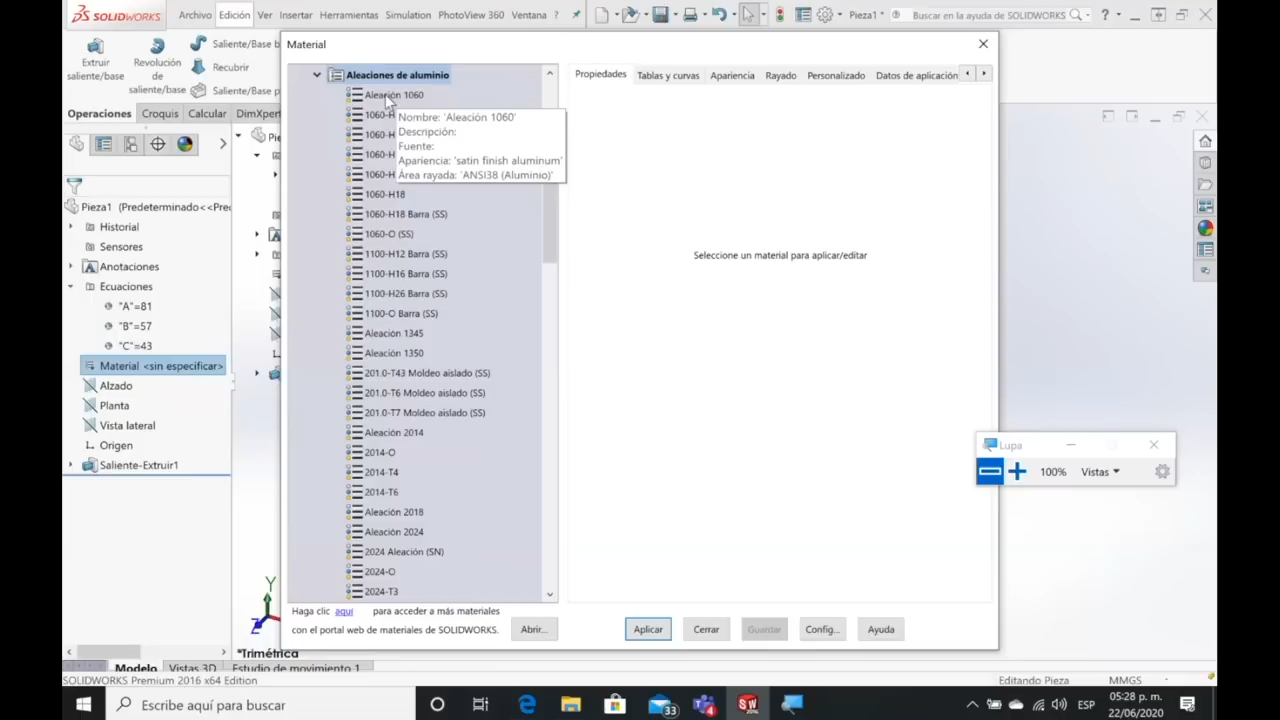 SOLIDWORKS
Archivo Edición Ver Insertar Herramientas Simulation PhotoView 360 Ventana ?
Pieza1 *
Buscar en la ayuda de SOLIDWORKS
Extruir saliente/base
Revolución de saliente/base
Saliente/Base b
Recubrir
Saliente/Base p
Operaciones Croquis Calcular DimXpert
Pieza1 (Predeterminado<<Pre
Historial
Sensores
Anotaciones
Ecuaciones
"A"=81
"B"=57
"C"=43
Material <sin especificar>
Alzado
Planta
Vista lateral
Origen
Saliente-Extruir1
Pie
Material
Aleaciones de aluminio
Aleación 1060
1060-H
1060-H
1060-H
1060-H
1060-H18
1060-H18 Barra (SS)
1060-O (SS)
1100-H12 Barra (SS)
1100-H16 Barra (SS)
1100-H26 Barra (SS)
1100-O Barra (SS)
Aleación 1345
Aleación 1350
201.0-T43 Moldeo aislado (SS)
201.0-T6 Moldeo aislado (SS)
201.0-T7 Moldeo aislado (SS)
Aleación 2014
2014-O
2014-T4
2014-T6
Aleación 2018
Aleación 2024
2024 Aleación (SN)
2024-O
2024-T3
Nombre: 'Aleación 1060'
Descripción:
Fuente:
Apariencia: 'satin finish aluminum'
Área rayada: 'ANSI38 (Aluminio)'
Propiedades Tablas y curvas Apariencia Rayado Personalizado Datos de aplicación
Seleccione un material para aplicar/editar
Haga clic aquí para acceder a más materiales
con el portal web de materiales de SOLIDWORKS.
Abrir...
Aplicar Cerrar Guardar Config... Ayuda
Lupa
100% Vistas
Y
Z
*Trimétrica
Modelo Vistas 3D Estudio de movimiento 1
SOLIDWORKS Premium 2016 x64 Edition
Editando Pieza MMGS
Escribe aquí para buscar
33
4
SW
ESP
05:28 p. m.
22/06/2020